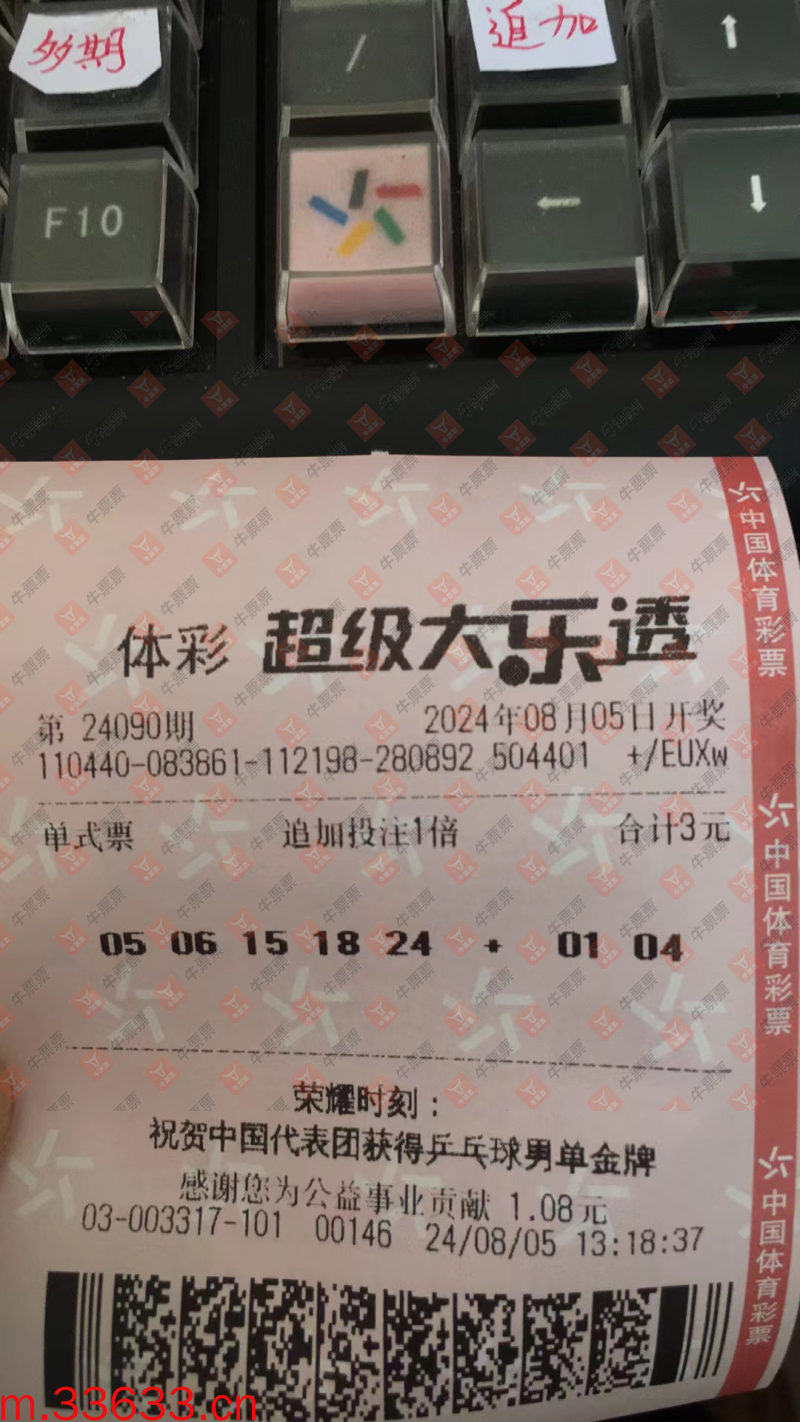 多期
/
追加
↑
F10
←
↓
中国体育彩票
体彩 超级大乐透
第 24090期 2024年08月05日开奖
110440-083861-112198-280892 504401 +/EUXw
单式票 追加投注1倍 合计3元
中国体育彩票
05 06 15 18 24 + 01 04
荣耀时刻：
祝贺中国代表团获得乒乓球男单金牌
感谢您为公益事业贡献 1.08元
03-003317-101 00146 24/08/05 13:18:37
中国体育彩票
m.33633.cn
牛票票